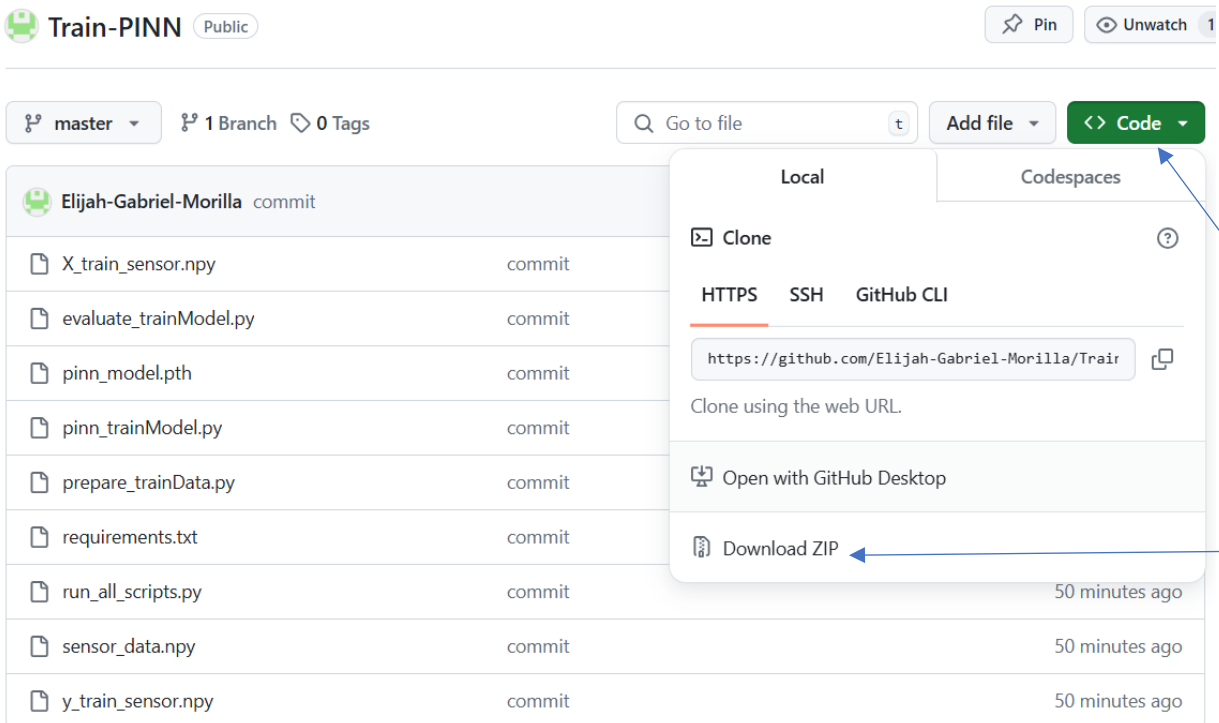 Train-PINN Public Pin Unwatch 1
master 1 Branch 0 Tags Go to file t Add file <> Code
Elijah-Gabriel-Morilla commit
X_train_sensor.npy commit
evaluate_trainModel.py commit
pinn_model.pth commit
pinn_trainModel.py commit
prepare_trainData.py commit
requirements.txt commit
run_all_scripts.py commit 50 minutes ago
sensor_data.npy commit 50 minutes ago
y_train_sensor.npy commit 50 minutes ago
Local Codespaces
Clone
HTTPS SSH GitHub CLI
https://github.com/Elijah-Gabriel-Morilla/Trair
Clone using the web URL.
Open with GitHub Desktop
Download ZIP